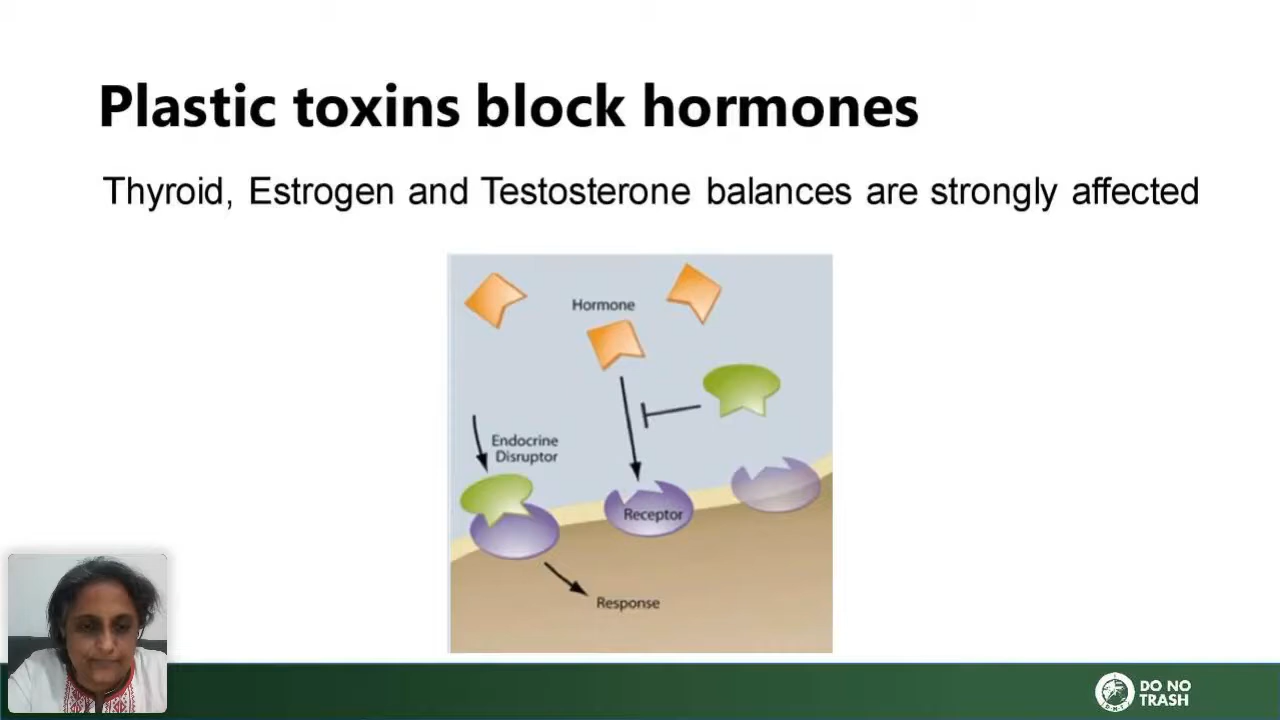 Plastic toxins block hormones
Thyroid, Estrogen and Testosterone balances are strongly affected
Hormone
Endocrine
Disruptor
Receptor
Response
DO NO
TRASH